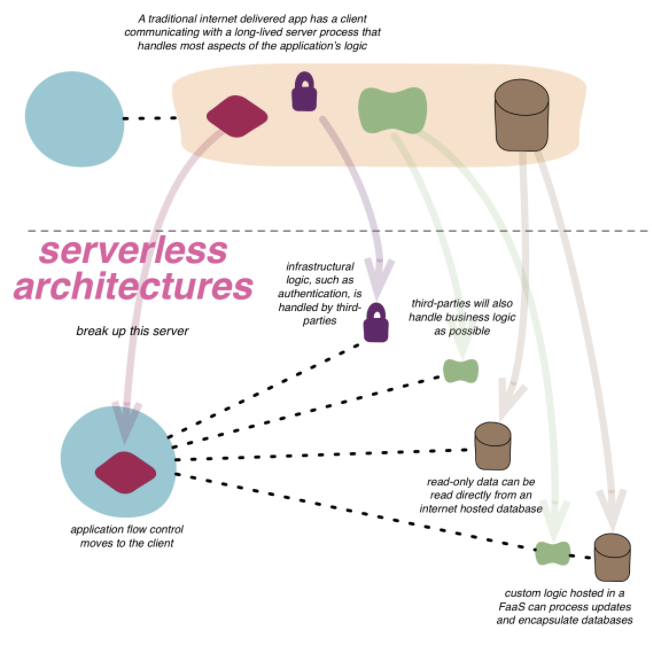 A traditional internet delivered app has a client
communicating with a long-lived server process that
handles most aspects of the application's logic
serverless
architectures
break up this server
infrastructural
logic, such as
authentication, is
handled by third-
parties
third-parties will also
handle business logic
as possible
read-only data can be
read directly from an
internet hosted database
application flow control
moves to the client
custom logic hosted in a
FaaS can process updates
and encapsulate databases